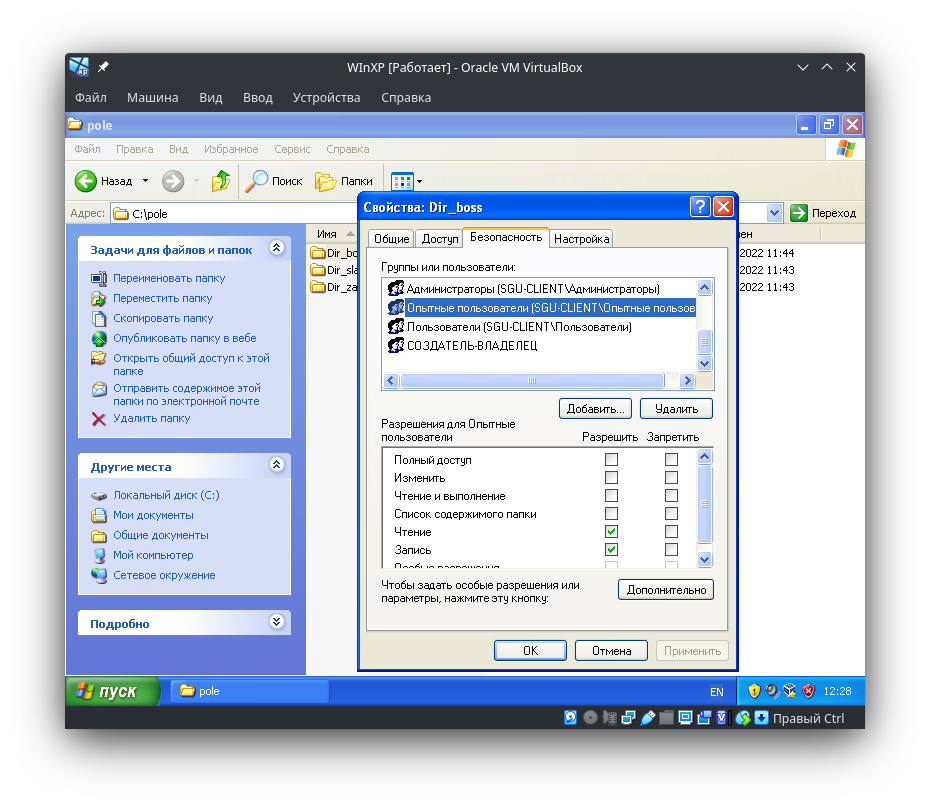 WInXP [Работает] - Oracle VM VirtualBox
Файл Машина Вид Ввод Устройства Справка
pole
Файл Правка Вид Избранное Сервис Справка
Назад Поиск Папки
Адрес: C:\pole Переход
Задачи для файлов и папок
Переименовать папку
Переместить папку
Скопировать папку
Опубликовать папку в вебе
Открыть общий доступ к этой
папке
Отправить содержимое этой
папки по электронной почте
Удалить папку
Другие места
Локальный диск (C:)
Мои документы
Общие документы
Мой компьютер
Сетевое окружение
Подробно
Имя
Dir_bo 2022 11:44
Dir_sla 2022 11:43
Dir_za 2022 11:43
Свойства: Dir_boss
Общие Доступ Безопасность Настройка
Группы или пользователи:
Администраторы (SGU-CLIENT\Администраторы)
Опытные пользователи (SGU-CLIENT\Опытные пользов
Пользователи (SGU-CLIENT\Пользователи)
СОЗДАТЕЛЬ-ВЛАДЕЛЕЦ
Добавить... Удалить
Разрешения для Опытные
пользователи Разрешить Запретить
Полный доступ
Изменить
Чтение и выполнение
Список содержимого папки
Чтение
Запись
Особые разрешения
Чтобы задать особые разрешения или
параметры, нажмите эту кнопку:
Дополнительно
OK Отмена Применить
пуск pole EN 12:28
Правый Ctrl